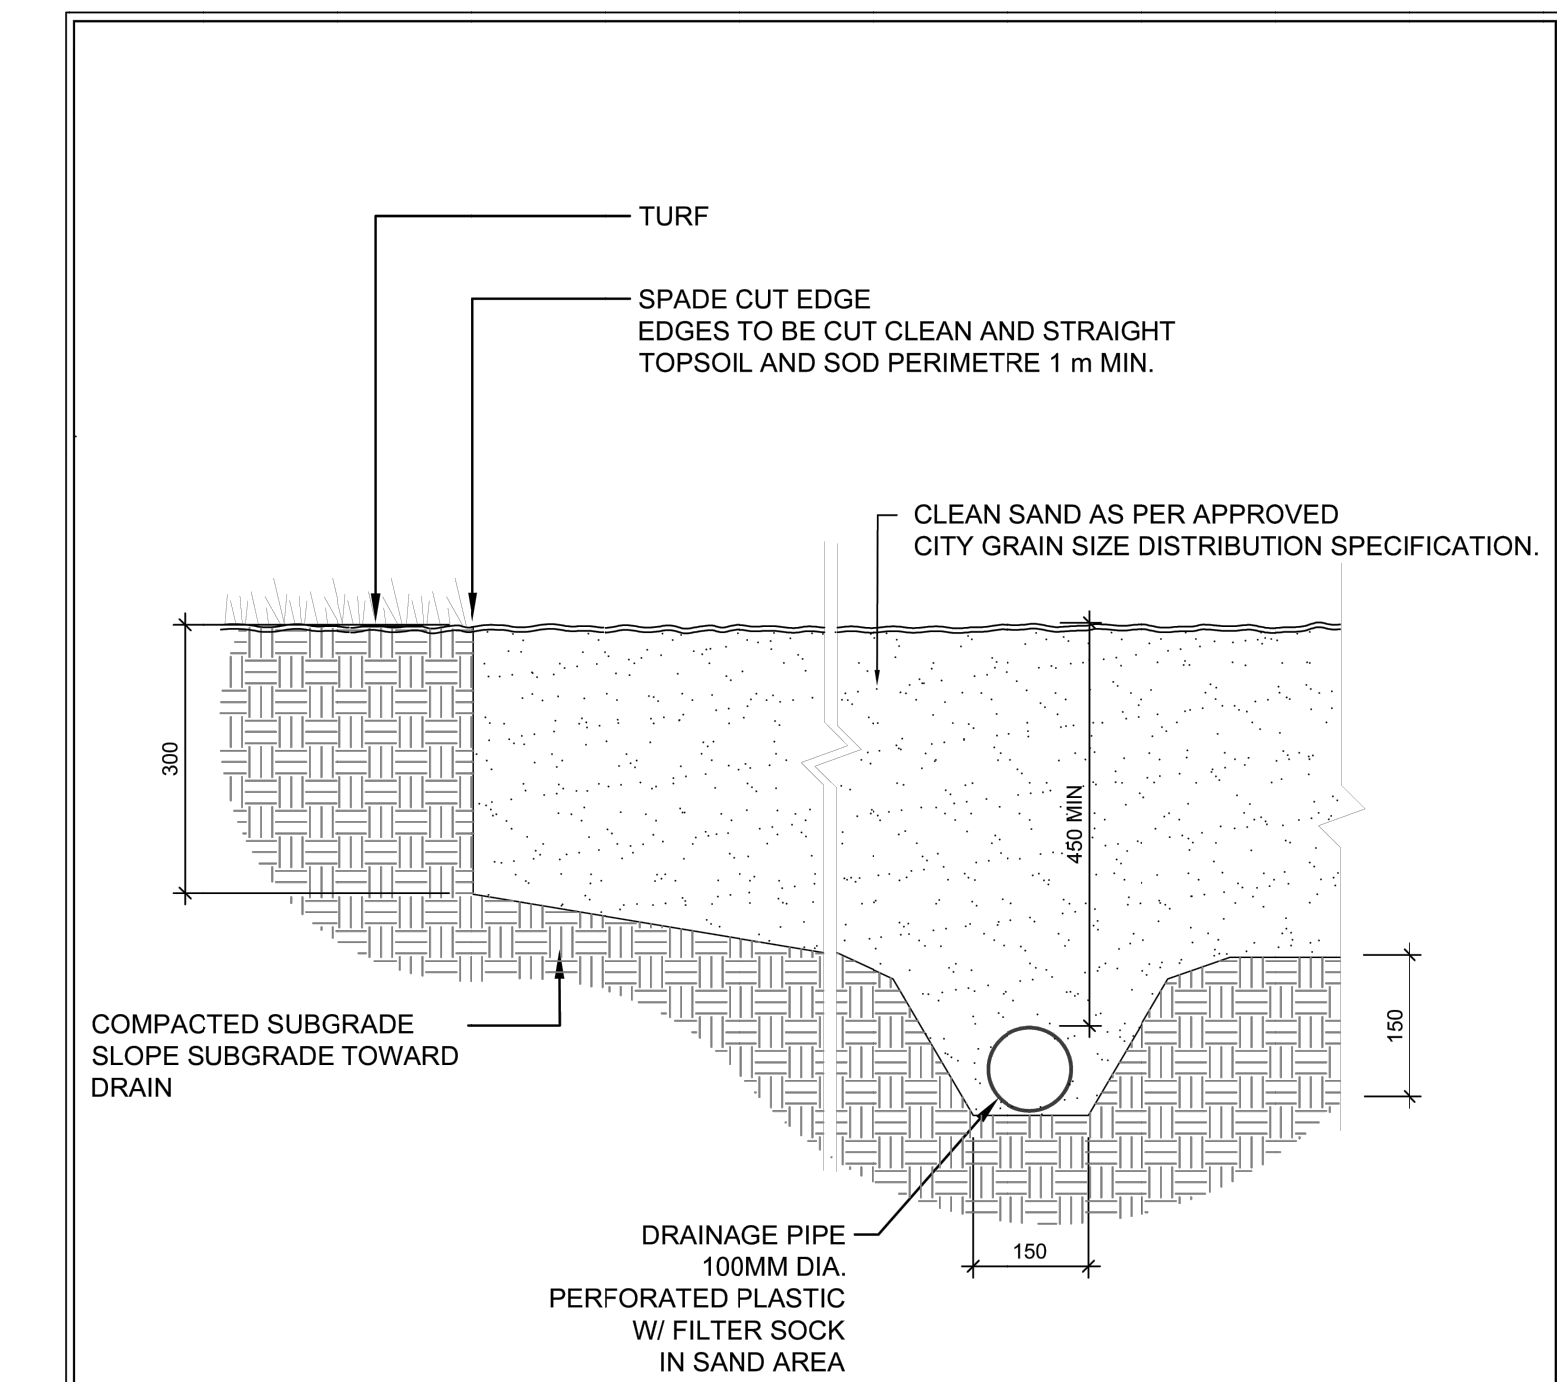 TURF
SPADE CUT EDGE
EDGES TO BE CUT CLEAN AND STRAIGHT
TOPSOIL AND SOD PERIMETRE 1 m MIN.
CLEAN SAND AS PER APPROVED
CITY GRAIN SIZE DISTRIBUTION SPECIFICATION.
300
450 MIN
COMPACTED SUBGRADE
SLOPE SUBGRADE TOWARD
DRAIN
150
DRAINAGE PIPE
100MM DIA.
PERFORATED PLASTIC
W/ FILTER SOCK
IN SAND AREA
150